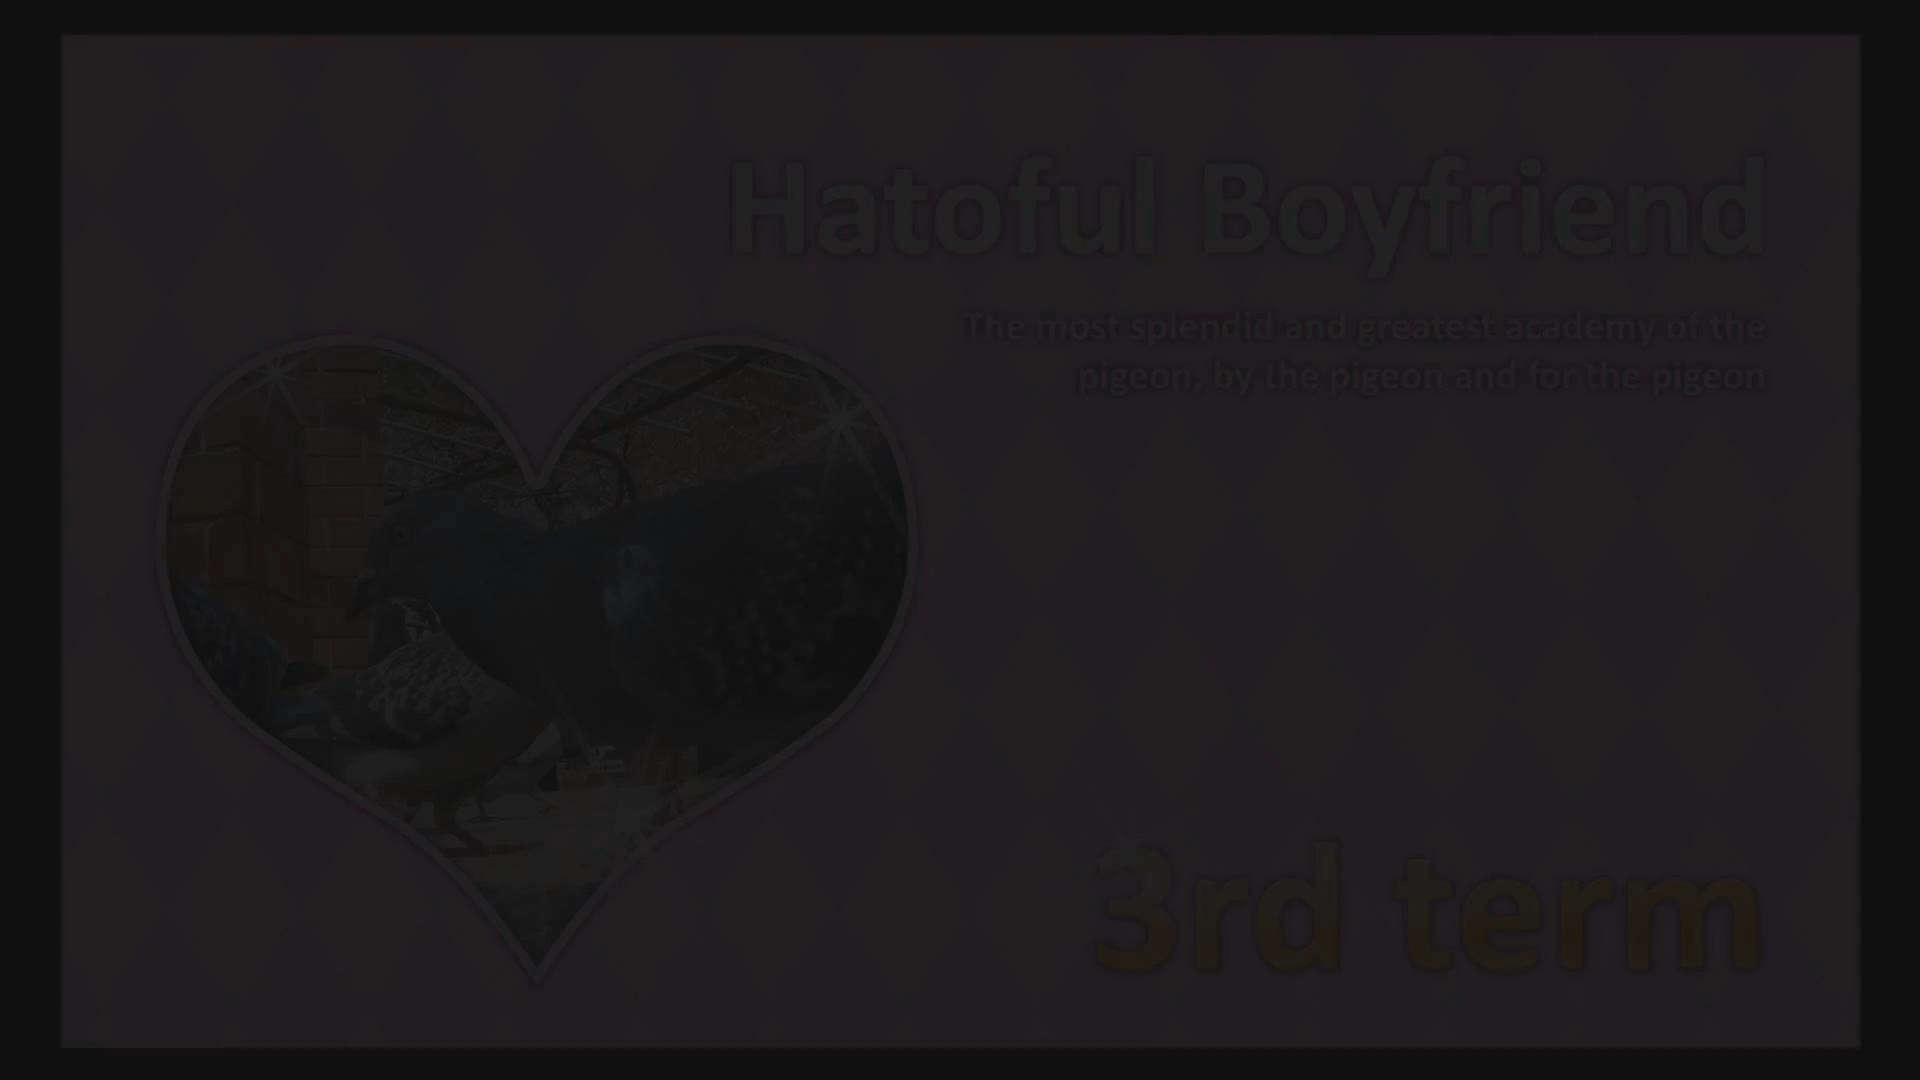 Hatoful Boyfriend
The most splendid and greatest academy of the
pigeon, by the pigeon and for the pigeon
3rd term